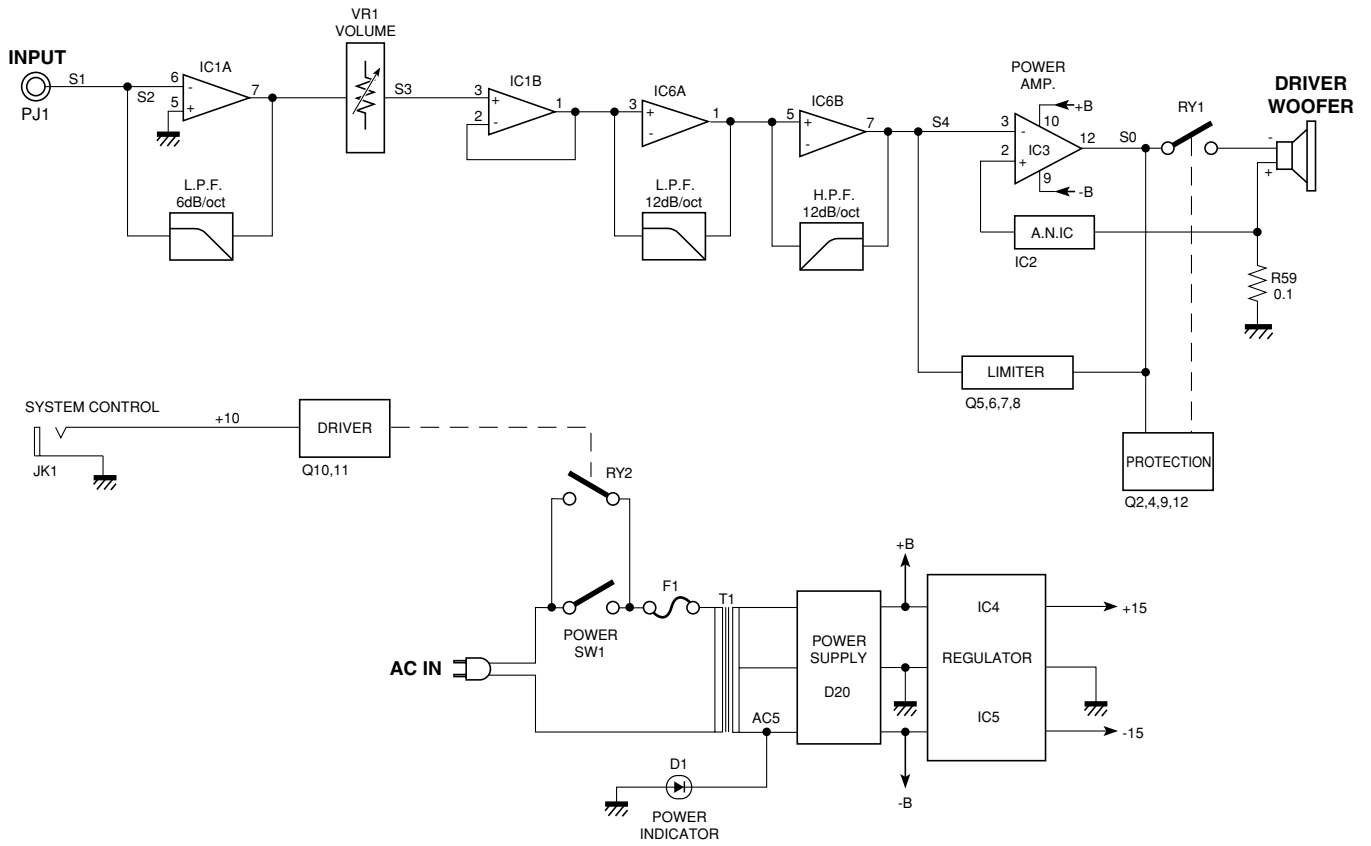 VR1
VOLUME
INPUT
S1
S2
PJ1
IC1A
6
-
5
+
7
S3
IC1B
3
+
2
-
1
IC6A
3
+
-
1
IC6B
5
+
-
7
S4
POWER
AMP.
+B
10
3
-
2
+
IC3
12
9
-B
S0
RY1
DRIVER
WOOFER
-
+
L.P.F.
6dB/oct
L.P.F.
12dB/oct
H.P.F.
12dB/oct
A.N.IC
IC2
R59
0.1
LIMITER
Q5,6,7,8
PROTECTION
Q2,4,9,12
SYSTEM CONTROL
+10
JK1
DRIVER
Q10,11
RY2
POWER
SW1
F1
T1
AC IN
AC5
D1
POWER
INDICATOR
POWER
SUPPLY
D20
+B
-B
IC4
REGULATOR
IC5
+15
-15